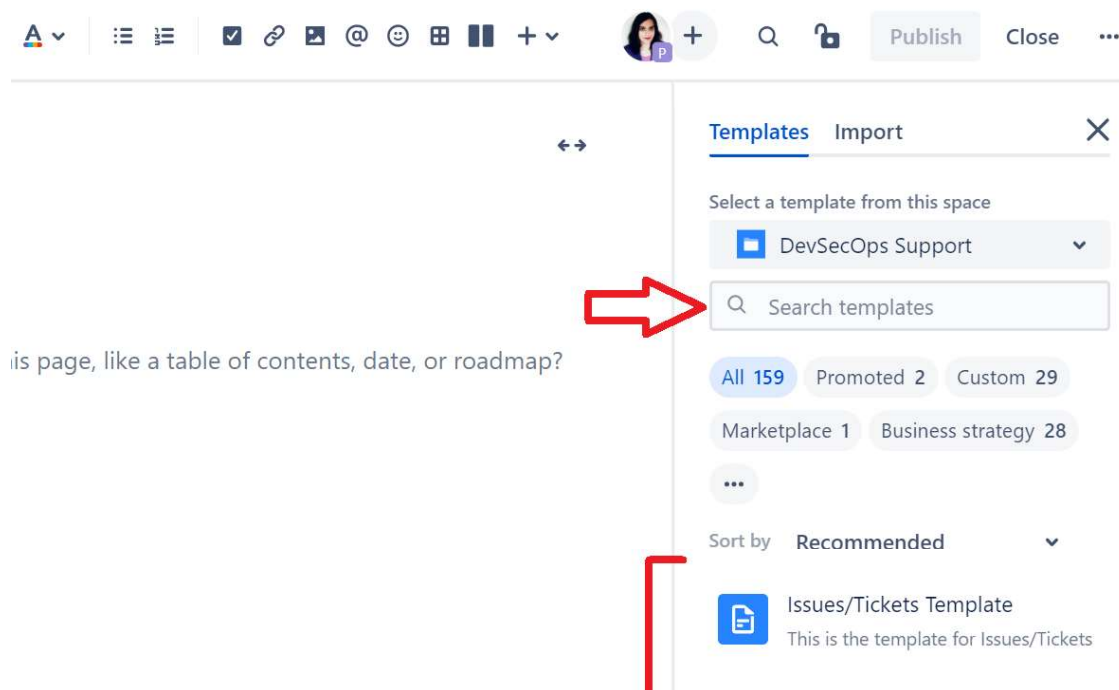 A
P
Publish
Close
Templates
Import
Select a template from this space
DevSecOps Support
Search templates
is page, like a table of contents, date, or roadmap?
All 159
Promoted 2
Custom 29
Marketplace 1
Business strategy 28
Sort by Recommended
Issues/Tickets Template
This is the template for Issues/Tickets